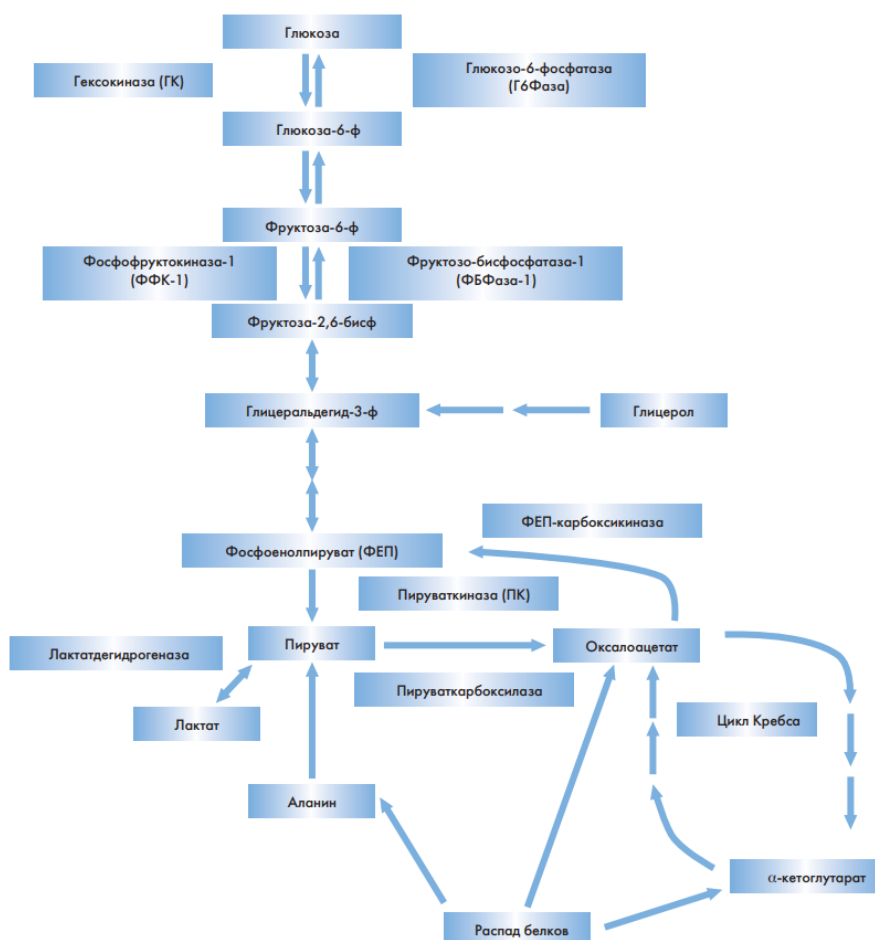 Глюкоза
Гексокиназа (ГК)
Глюкозо-6-фосфатаза
(Г6Фаза)
Глюкоза-6-ф
Фруктоза-6-ф
Фосфофруктокиназа-1
(ФФК-1)
Фруктозо-бисфосфатаза-1
(ФБФаза-1)
Фруктоза-2,6-бисф
Глицеральдегид-3-ф
Глицерол
ФЕП-карбоксикиназа
Фосфоенолпируват (ФЕП)
Пируваткиназа (ПК)
Лактатдегидрогеназа
Пируват
Оксалоацетат
Пируваткарбоксилаза
Лактат
Цикл Кребса
Аланин
α-кетоглутарат
Распад белков